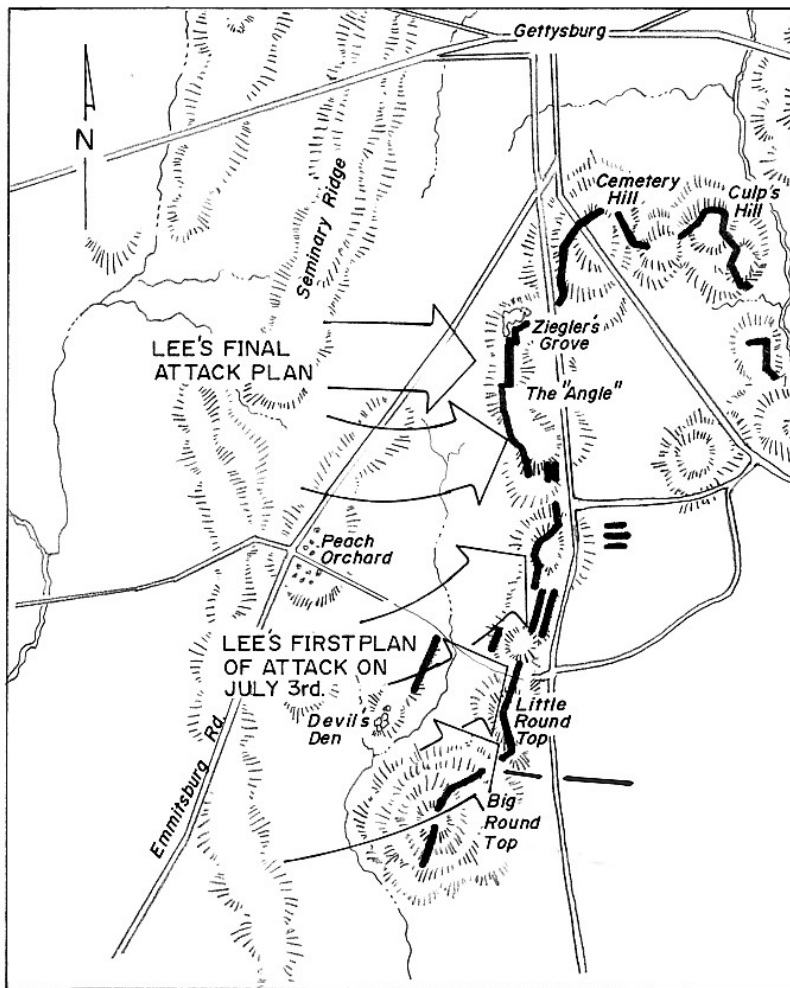 Gettysburg
N
Cemetery
Hill
Culp's
Hill
Seminary Ridge
Ziegler's
Grove
LEE'S FINAL
ATTACK PLAN
The "Angle"
Peach
Orchard
LEE'S FIRST PLAN
OF ATTACK ON
JULY 3rd.
Devil's
Den
Little
Round
Top
Emmitsburg Rd.
Big
Round
Top